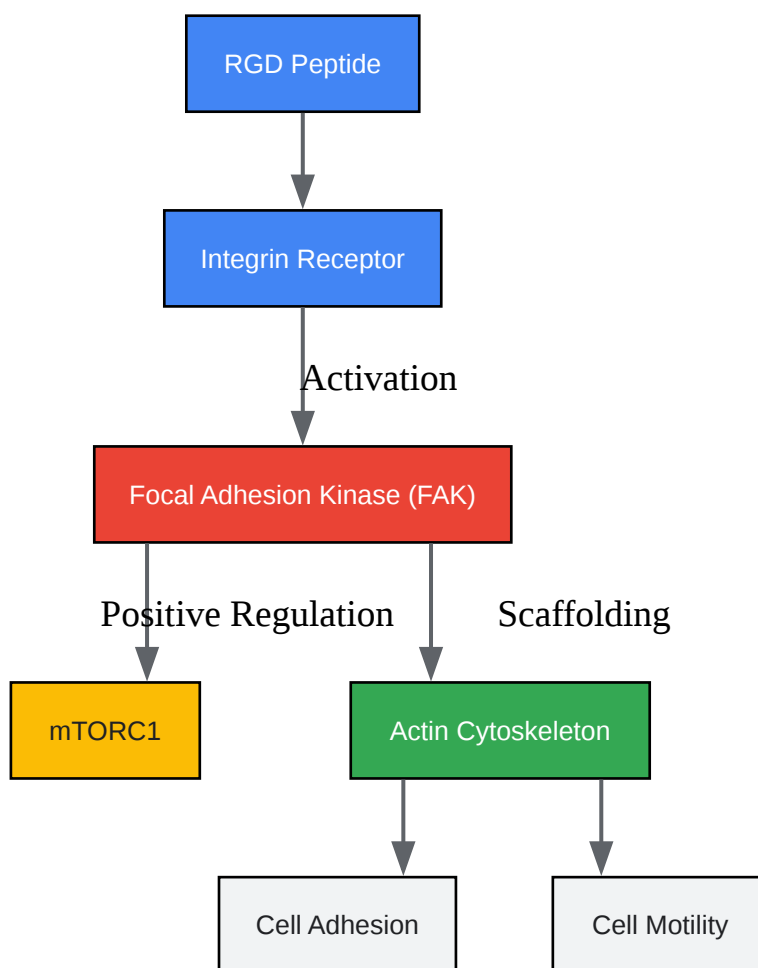 RGD Peptide
Integrin Receptor
Activation
Focal Adhesion Kinase (FAK)
Positive Regulation
Scaffolding
mTORC1
Actin Cytoskeleton
Cell Adhesion
Cell Motility